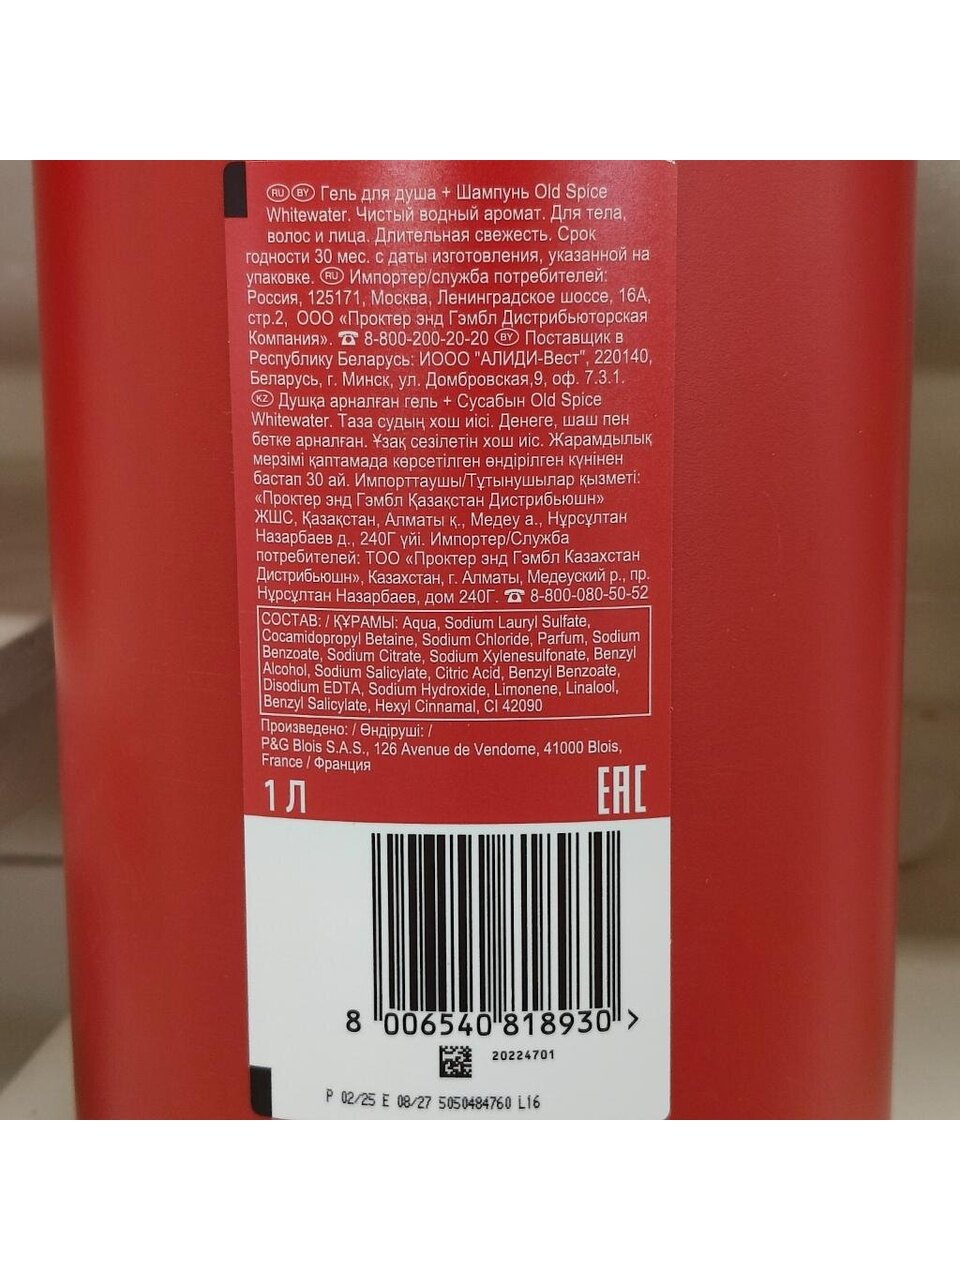 RU BY Гель для душа + Шампунь Old Spice
Whitewater. Чистый водный аромат. Для тела,
волос и лица. Длительная свежесть. Срок
годности 30 мес. с даты изготовления, указанной на
упаковке. RU Импортер/служба потребителей:
Россия, 125171, Москва, Ленинградское шоссе, 16А,
стр.2, ООО «Проктер энд Гэмбл Дистрибьюторская
Компания». ☎ 8-800-200-20-20 BY Поставщик в
Республику Беларусь: ИООО "АЛИДИ-Вест", 220140,
Беларусь, г. Минск, ул. Домбровская,9, оф. 7.3.1.
KZ Душқа арналған гель + Сусабын Old Spice
Whitewater. Таза судың хош иісі. Денеге, шаш пен
бетке арналған. Ұзақ сезілетін хош иіс. Жарамдылық
мерзімі қаптамада көрсетілген өндірілген күнінен
бастап 30 ай. Импорттаушы/Тұтынушылар қызметі:
«Проктер энд Гэмбл Қазақстан Дистрибьюшн»
ЖШС, Қазақстан, Алматы қ., Медеу а., Нұрсұлтан
Назарбаев д., 240Г үйі. Импортер/Служба
потребителей: ТОО «Проктер энд Гэмбл Казахстан
Дистрибьюшн», Казахстан, г. Алматы, Медеуский р., пр.
Нұрсұлтан Назарбаев, дом 240Г. ☎ 8-800-080-50-52
СОСТАВ: / ҚҰРАМЫ: Aqua, Sodium Lauryl Sulfate,
Cocamidopropyl Betaine, Sodium Chloride, Parfum, Sodium
Benzoate, Sodium Citrate, Sodium Xylenesulfonate, Benzyl
Alcohol, Sodium Salicylate, Citric Acid, Benzyl Benzoate,
Disodium EDTA, Sodium Hydroxide, Limonene, Linalool,
Benzyl Salicylate, Hexyl Cinnamal, CI 42090
Произведено: / Өндіруші: /
P&G Blois S.A.S., 126 Avenue de Vendome, 41000 Blois,
France / Франция
1 Л EAC
8 006540 818930 >
20224701
P 02/25 E 08/27 5050484760 L16